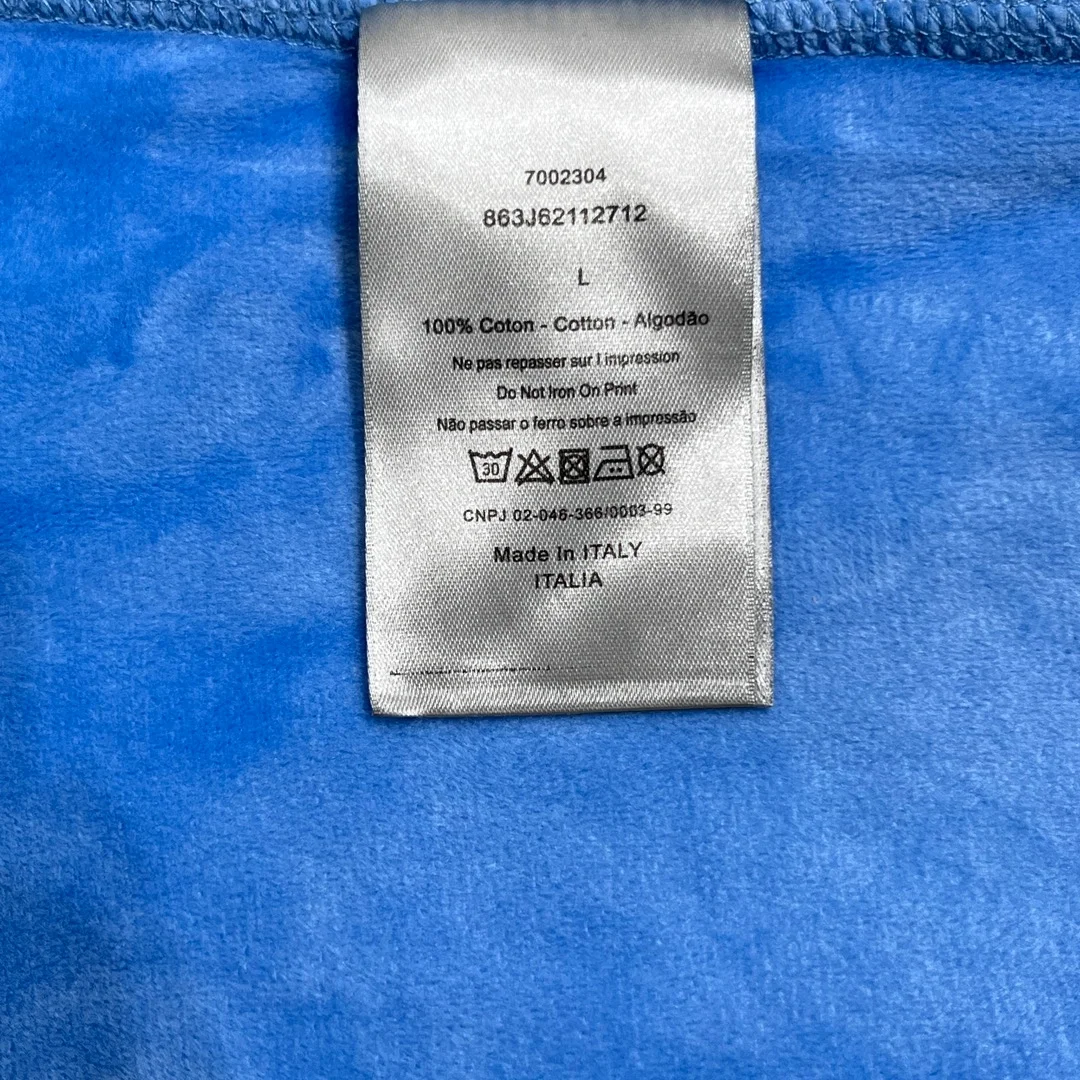 7002304
863J62112712
L
100% Coton - Cotton - Algodão
Ne pas repasser sur l impression
Do Not Iron On Print
Não passar o ferro sobre a impressão
30
CNPJ 02-046-366/0003-99
Made In ITALY
ITALIA